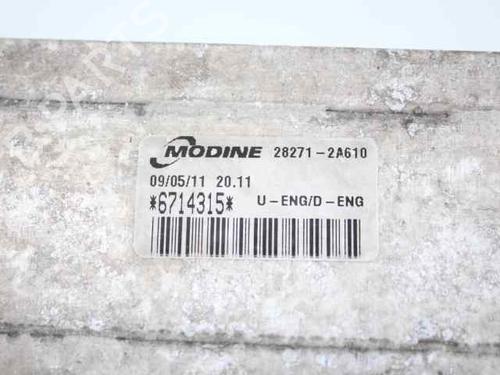 MODINE 28271-2A610
09/05/11 20.11
*6714315* U-ENG/D-ENG